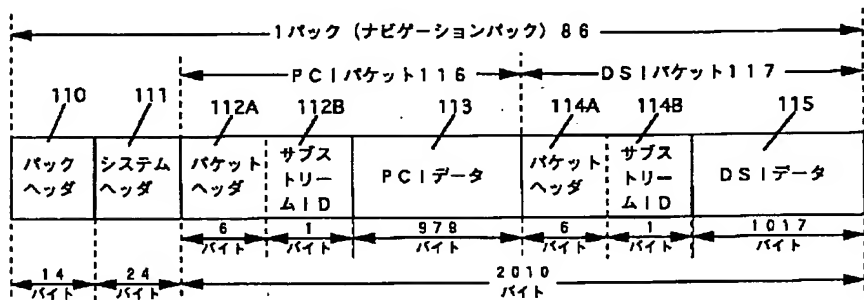 1パック (ナビゲーションパック) 86
PCIパケット116
DSIパケット117
110
111
112A
112B
113
114A
114B
115
パック
ヘッダ
システム
ヘッダ
パケット
ヘッダ
サブス
トリー
ムID
PCIデータ
パケット
ヘッダ
サブス
トリー
ムID
DSIデータ
6
バイト
1
バイト
979
バイト
6
バイト
1
バイト
1017
バイト
14
バイト
24
バイト
2010
バイト